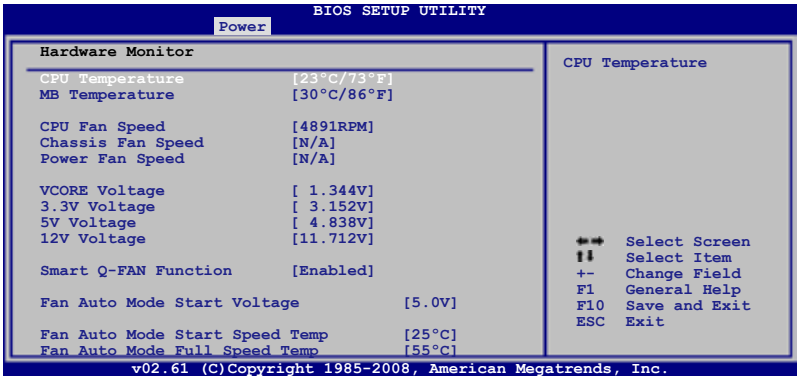 BIOS SETUP UTILITY
Power
Hardware Monitor
CPU Temperature [23°C/73°F]
MB Temperature [30°C/86°F]
CPU Fan Speed [4891RPM]
Chassis Fan Speed [N/A]
Power Fan Speed [N/A]
VCORE Voltage [ 1.344V]
3.3V Voltage [ 3.152V]
5V Voltage [ 4.838V]
12V Voltage [11.712V]
Smart Q-FAN Function [Enabled]
Fan Auto Mode Start Voltage [5.0V]
Fan Auto Mode Start Speed Temp [25°C]
Fan Auto Mode Full Speed Temp [55°C]
CPU Temperature
←→ Select Screen
↑↓ Select Item
+- Change Field
F1 General Help
F10 Save and Exit
ESC Exit
v02.61 (C)Copyright 1985-2008, American Megatrends, Inc.